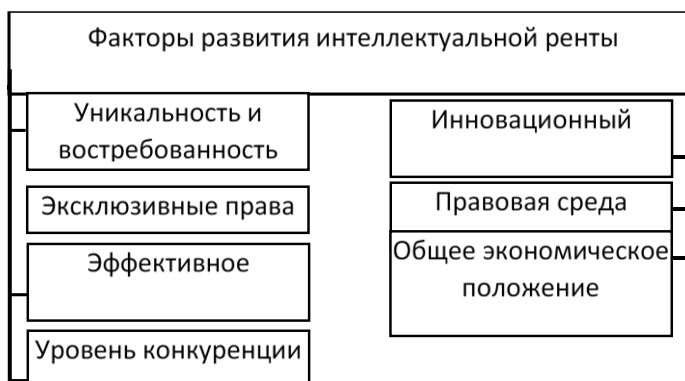 Факторы развития интеллектуальной ренты
Уникальность и
востребованность
Эксклюзивные права
Эффективное
Уровень конкуренции
Инновационный
Правовая среда
Общее экономическое
положение